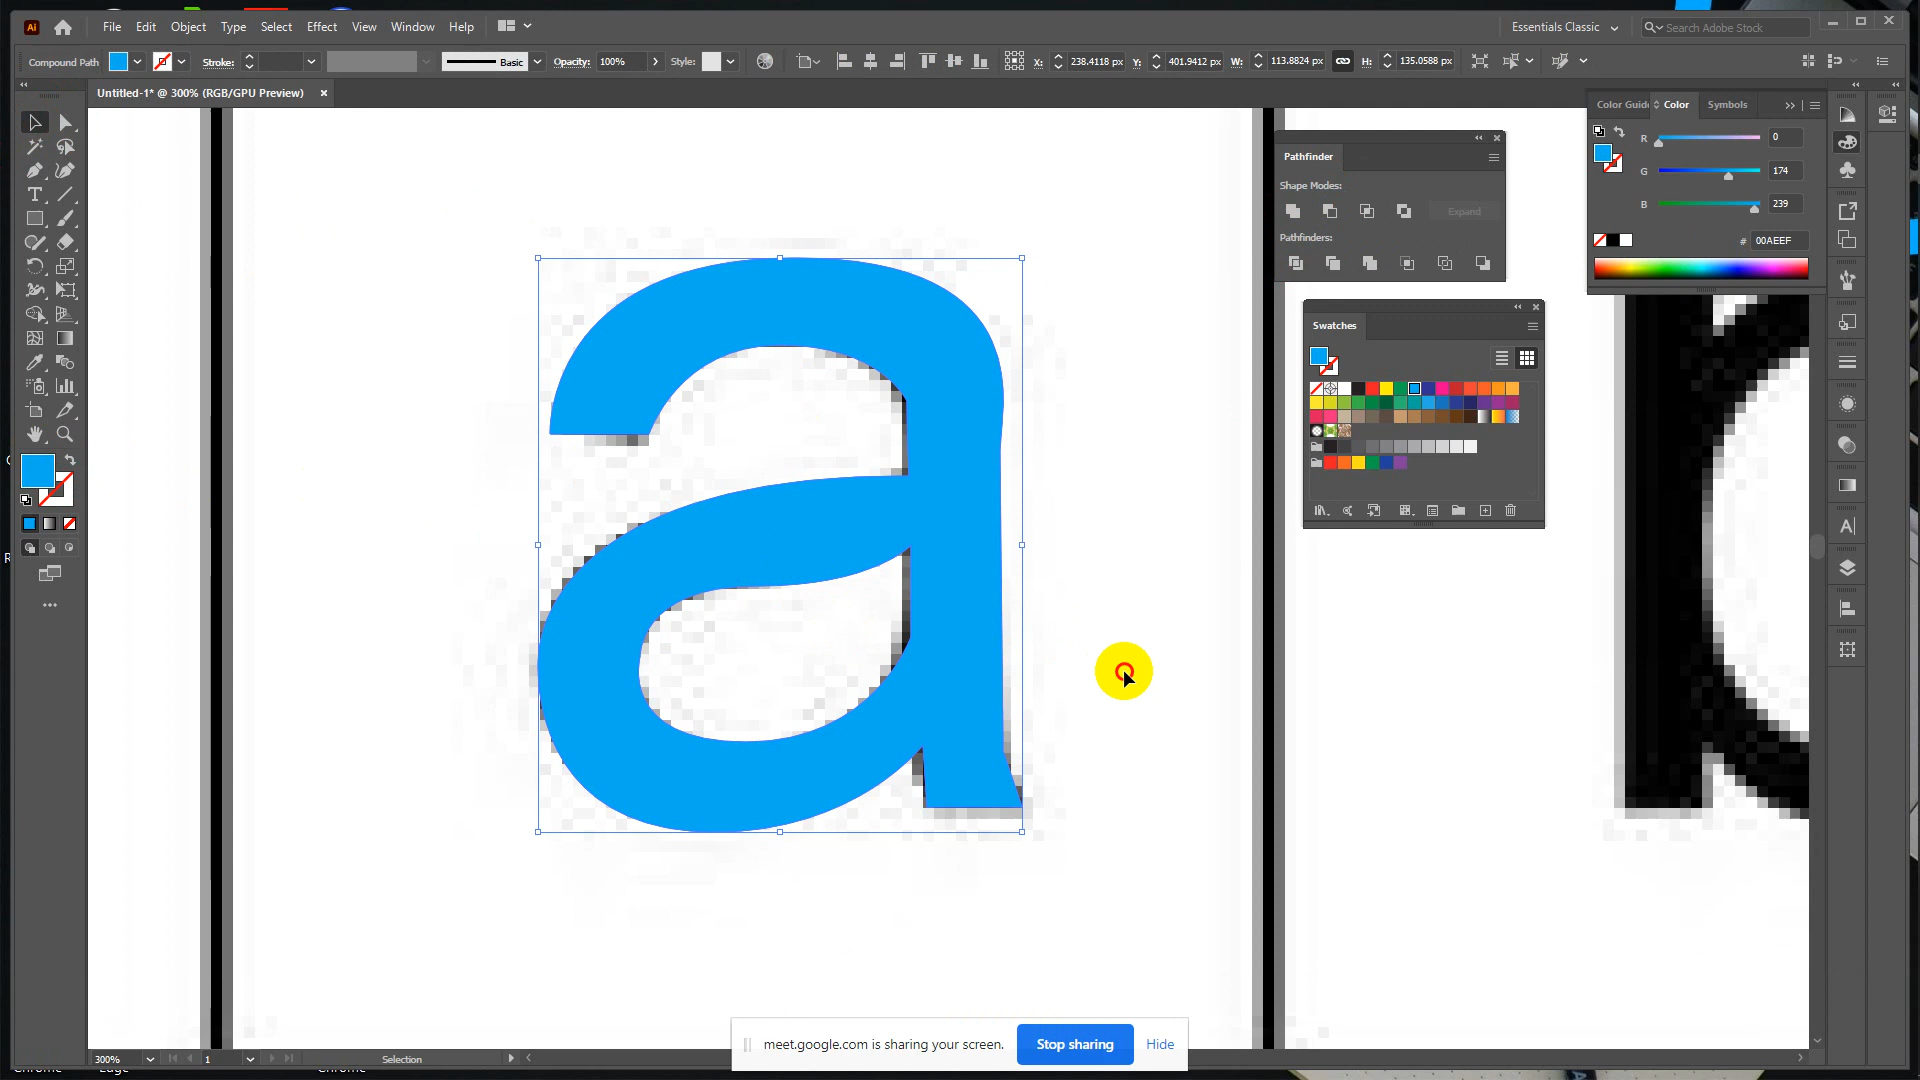 Ai File Edit Object Type Select Effect View Window Help Essentials Classic Search Adobe Stock
Compound Path Stroke: Basic Opacity: 100% Style: X: 238.4118 px Y: 401.9412 px W: 113.8824 px H: 135.0588 px
Untitled-1* @ 300% (RGB/GPU Preview)
Color Guide Color Symbols
R 0
G 174
B 239
# 00AEEF
Pathfinder
Shape Modes:
Expand
Pathfinders:
Swatches
a
meet.google.com is sharing your screen. Stop sharing Hide
300% 1 Selection
Chrome Edge Chrome